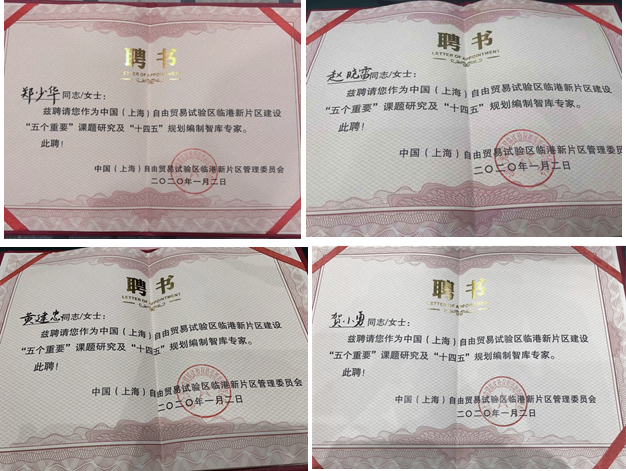 聘书
LETTER OF APPOINTMENT
郑少华同志/女士：
兹聘请您作为中国（上海）自由贸易试验区临港新片区建设
“五个重要”课题研究及“十四五”规划编制智库专家。
此聘！
中国（上海）自由贸易试验区临港新片区管理委员会
二〇二〇年一月二日
聘书
LETTER OF APPOINTMENT
赵晓雷同志/女士：
兹聘请您作为中国（上海）自由贸易试验区临港新片区建设
“五个重要”课题研究及“十四五”规划编制智库专家。
此聘！
中国（上海）自由贸易试验区临港新片区管理委员会
二〇二〇年一月二日
聘书
LETTER OF APPOINTMENT
黄建忠同志/女士：
兹聘请您作为中国（上海）自由贸易试验区临港新片区建设
“五个重要”课题研究及“十四五”规划编制智库专家。
此聘！
中国（上海）自由贸易试验区临港新片区管理委员会
二〇二〇年一月二日
聘书
LETTER OF APPOINTMENT
贺小勇同志/女士：
兹聘请您作为中国（上海）自由贸易试验区临港新片区建设
“五个重要”课题研究及“十四五”规划编制智库专家。
此聘！
中国（上海）自由贸易试验区临港新片区管理委员会
二〇二〇年一月二日